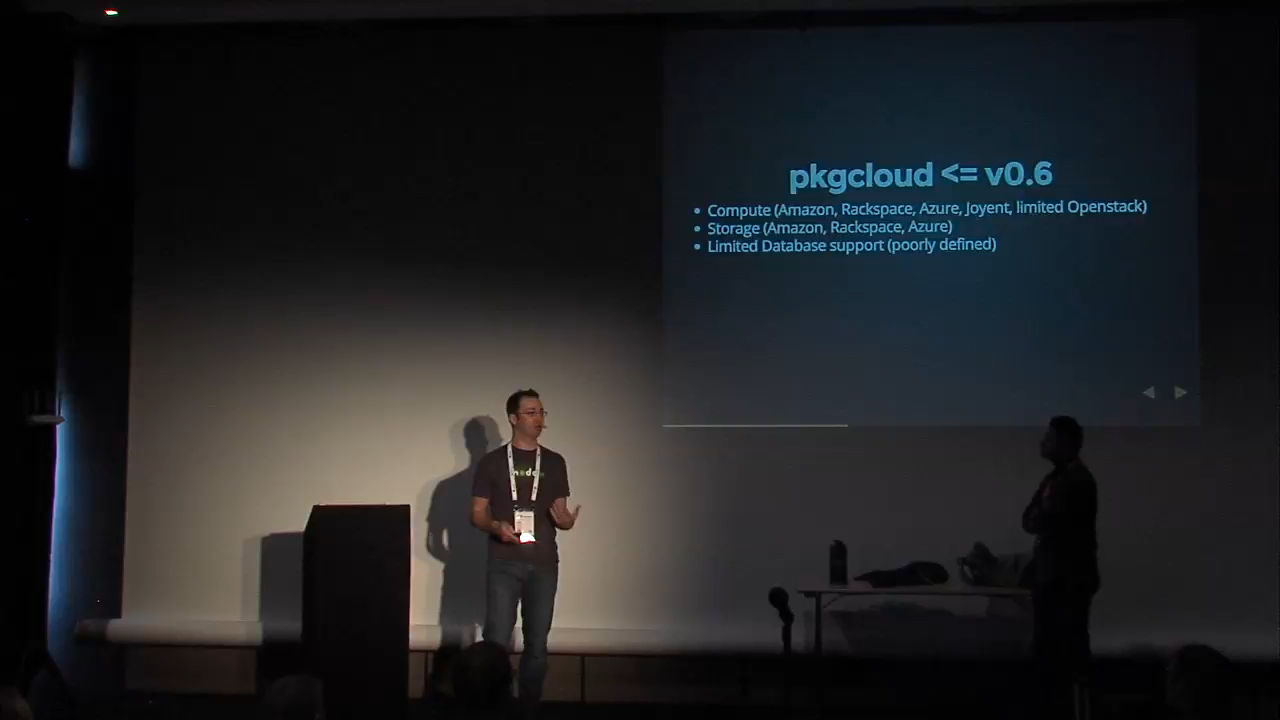 pkgcloud <= v0.6
Compute (Amazon, Rackspace, Azure, Joyent, limited Openstack)
Storage (Amazon, Rackspace, Azure)
Limited Database support (poorly defined)